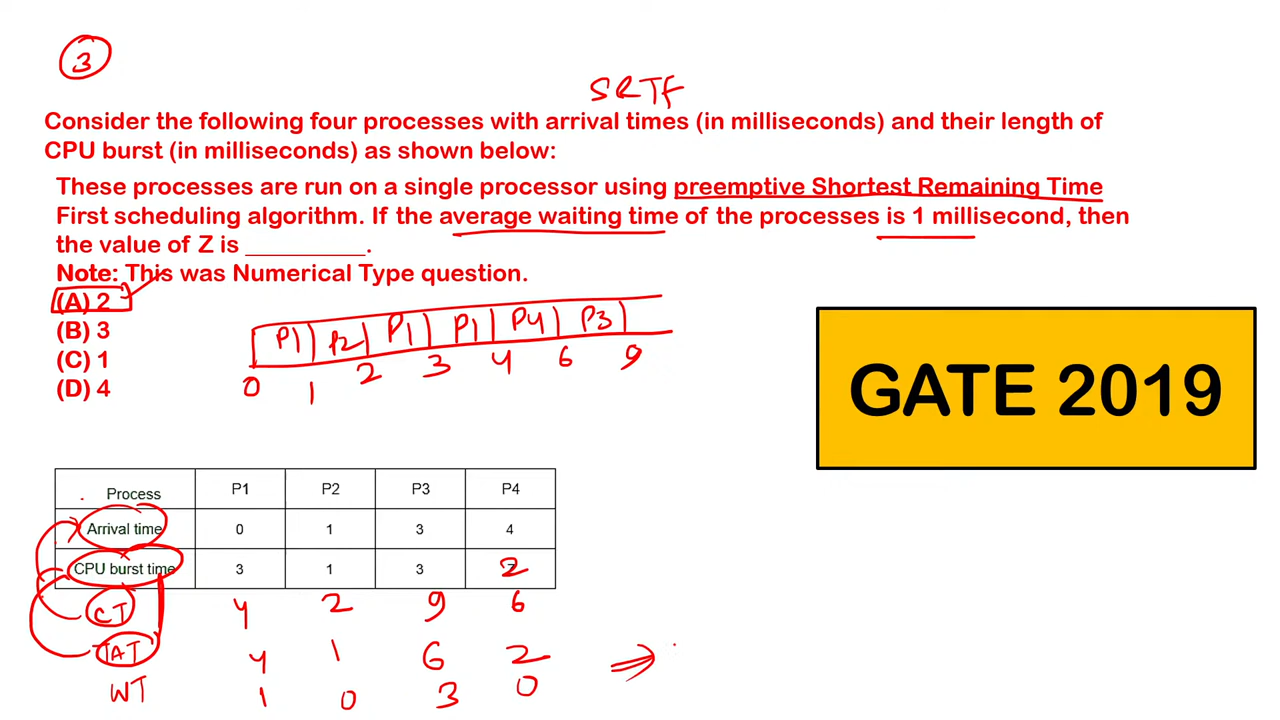 3
SRTF
Consider the following four processes with arrival times (in milliseconds) and their length of
CPU burst (in milliseconds) as shown below:
These processes are run on a single processor using preemptive Shortest Remaining Time
First scheduling algorithm. If the average waiting time of the processes is 1 millisecond, then
the value of Z is __________.
Note: This was Numerical Type question.
(A) 2
(B) 3
(C) 1
(D) 4
P1 P2 P1 P1 P4 P3
0 1 2 3 4 6 9
GATE 2019
Process P1 P2 P3 P4
Arrival time 0 1 3 4
CPU burst time 3 1 3 2
CT 4 2 9 6
TAT 4 1 6 2
WT 1 0 3 0